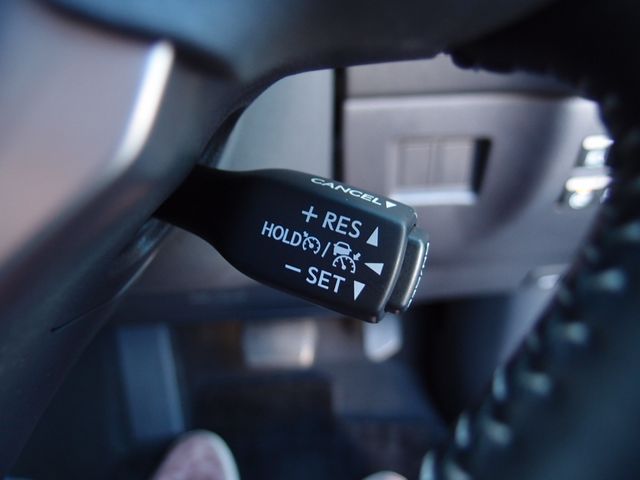 CANCEL
+ RES
HOLD /
− SET